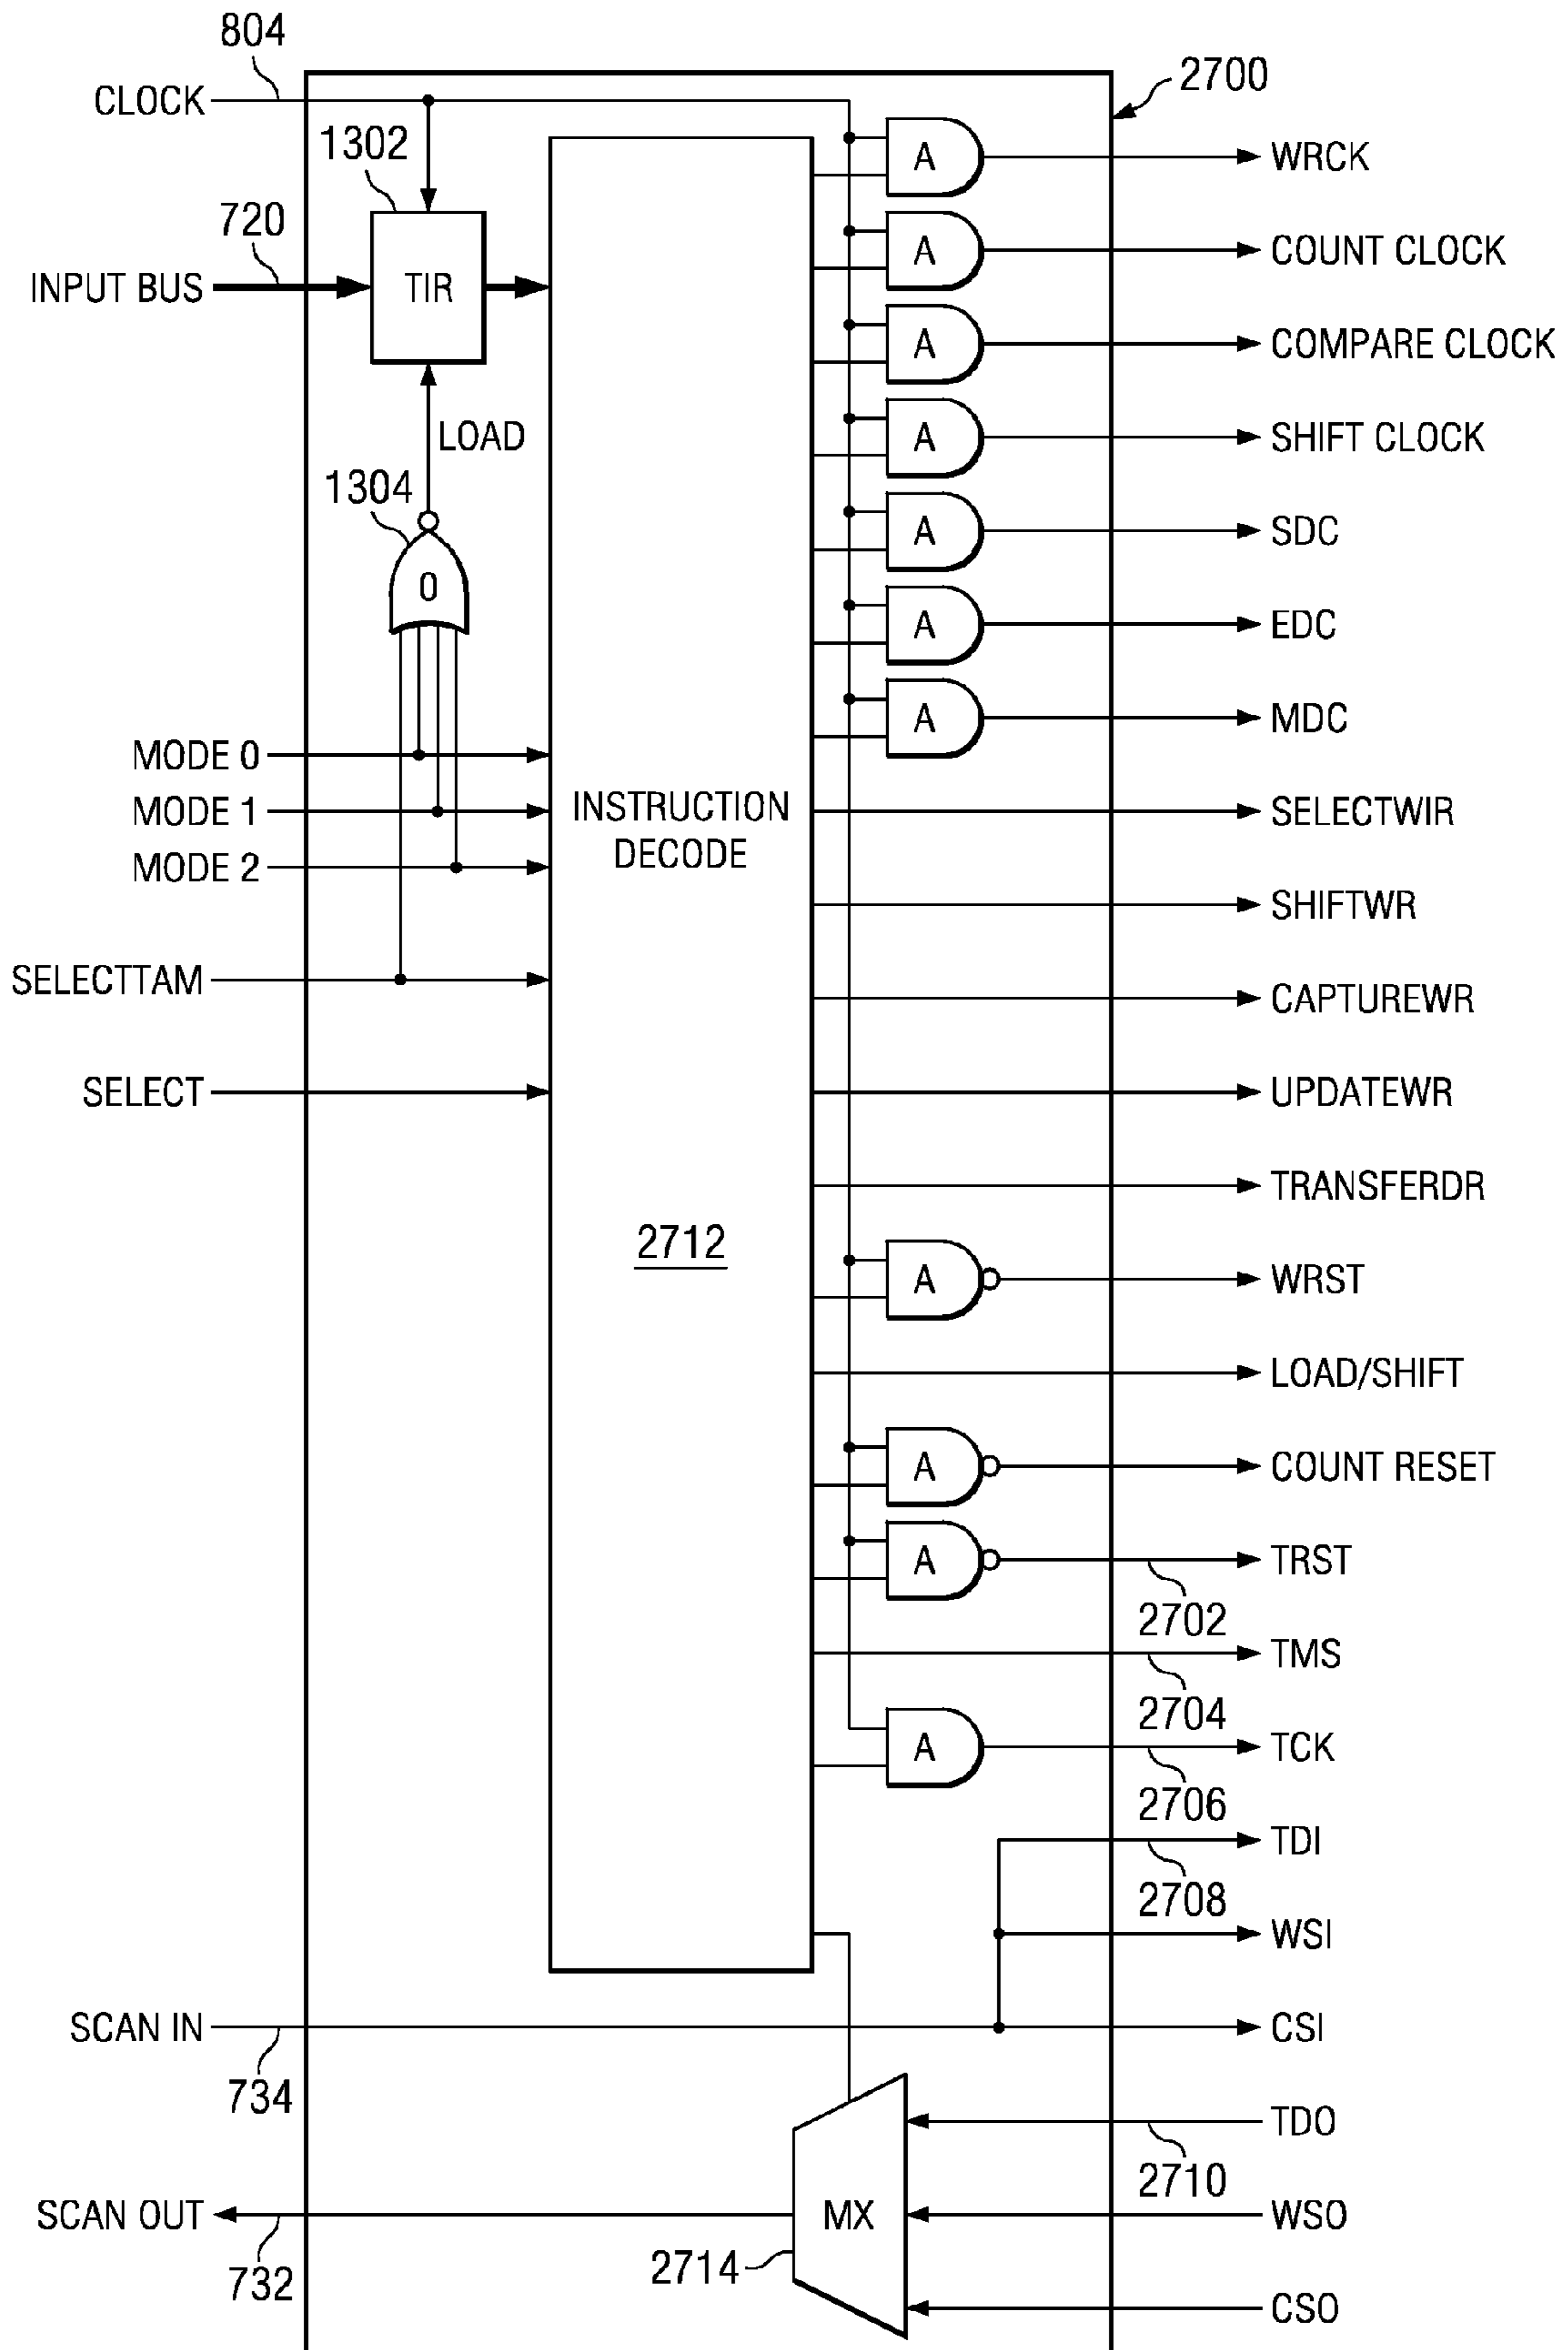 804
CLOCK
2700
1302
A
WRCK
720
A
COUNT CLOCK
INPUT BUS
TIR
A
COMPARE CLOCK
LOAD
A
SHIFT CLOCK
1304
A
SDC
0
A
EDC
A
MDC
MODE 0
MODE 1
INSTRUCTION
DECODE
SELECTWIR
MODE 2
SHIFTWR
SELECTTAM
CAPTUREWR
SELECT
UPDATEWR
TRANSFERDR
2712
A
WRST
LOAD/SHIFT
A
COUNT RESET
A
TRST
2702
TMS
2704
A
TCK
2706
TDI
2708
WSI
SCAN IN
CSI
734
TDO
2710
SCAN OUT
MX
WSO
732
2714
CSO